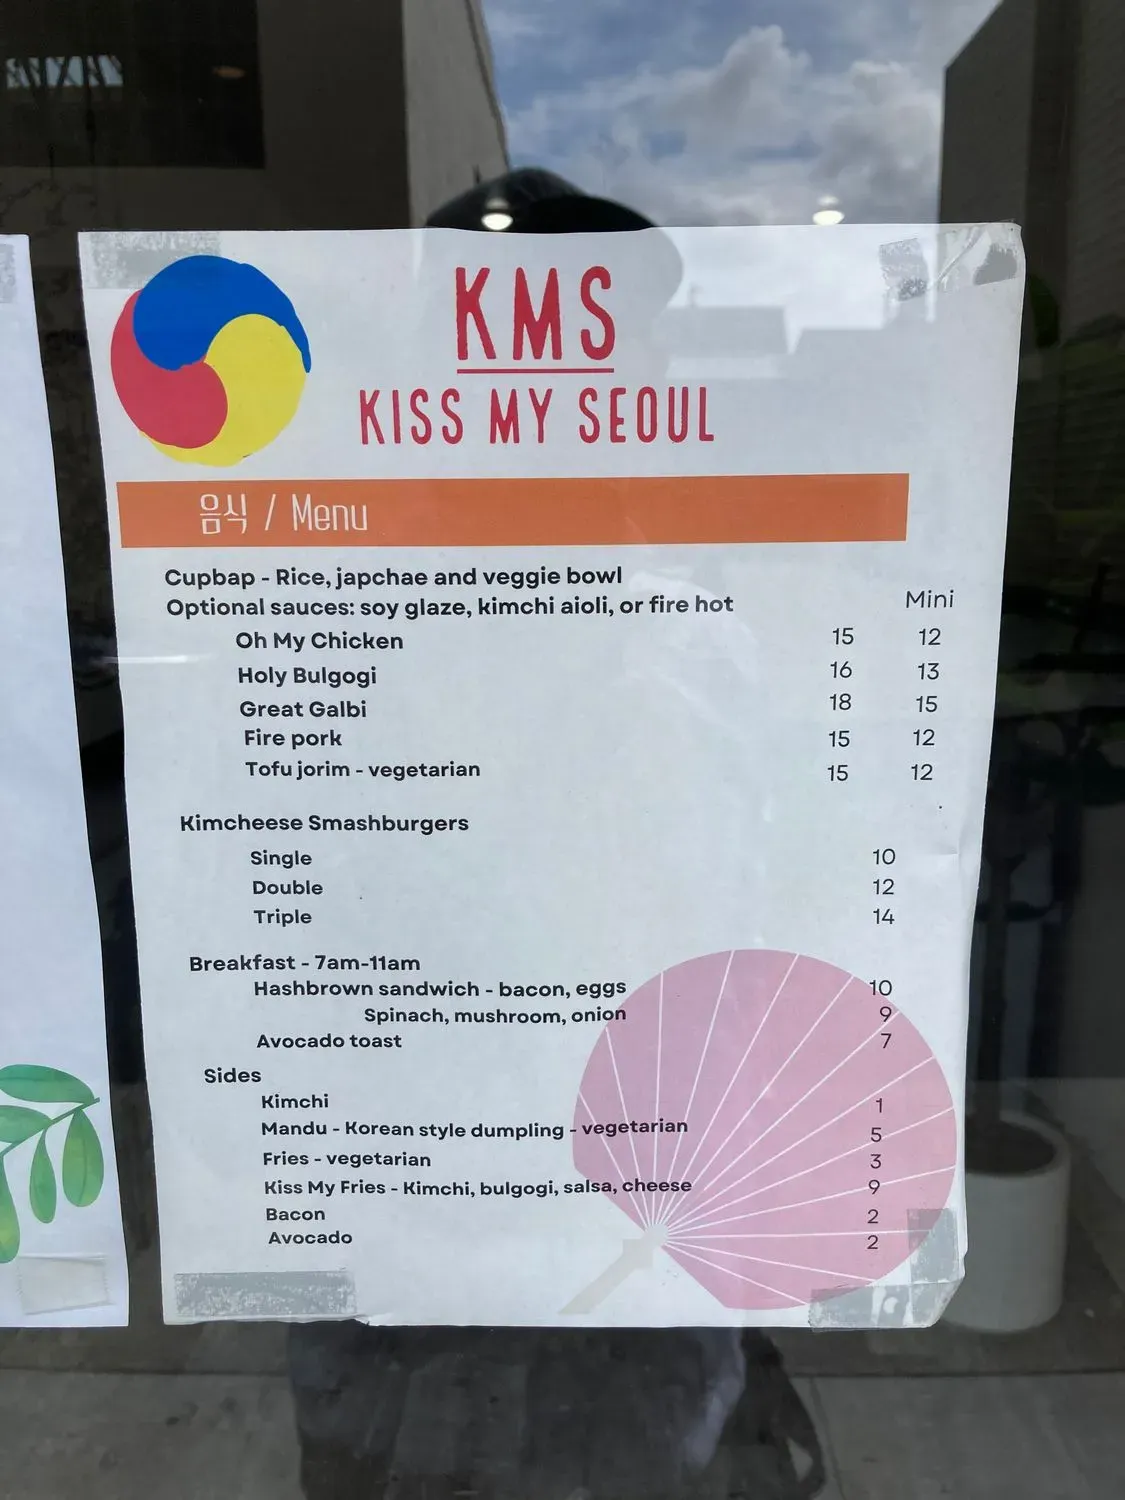 KMS
KISS MY SEOUL
음식 / Menu
Cupbap - Rice, japchae and veggie bowl
Optional sauces: soy glaze, kimchi aioli, or fire hot Mini
Oh My Chicken 15 12
Holy Bulgogi 16 13
Great Galbi 18 15
Fire pork 15 12
Tofu jorim - vegetarian 15 12
Kimcheese Smashburgers
Single 10
Double 12
Triple 14
Breakfast - 7am-11am
Hashbrown sandwich - bacon, eggs 10
Spinach, mushroom, onion 9
Avocado toast 7
Sides
Kimchi 1
Mandu - Korean style dumpling - vegetarian 5
Fries - vegetarian 3
Kiss My Fries - Kimchi, bulgogi, salsa, cheese 9
Bacon 2
Avocado 2